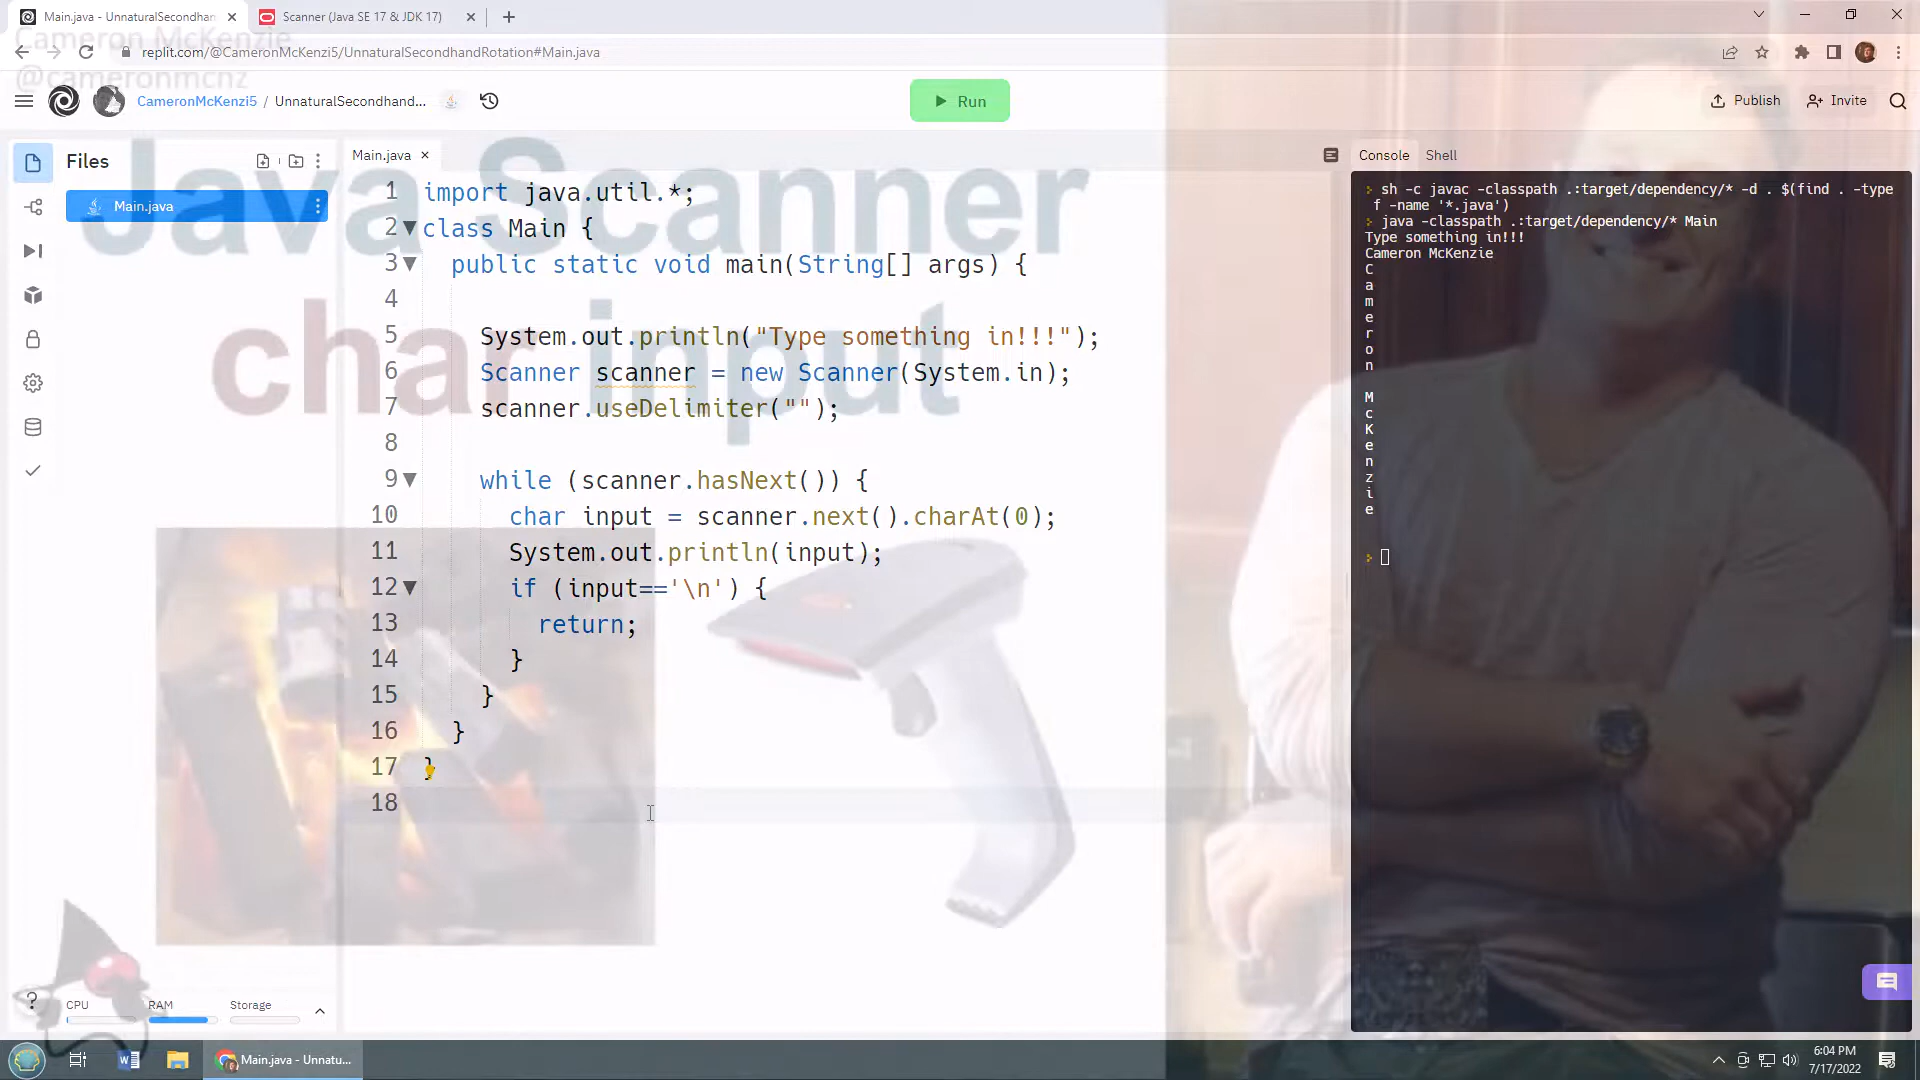 Main.java - UnnaturalSecondhand
Scanner (Java SE 17 & JDK 17)
Cameron McKenzie
replit.com/@CameronMcKenzi5/UnnaturalSecondhandRotation#Main.java
@cameronmcnz
CameronMcKenzi5 / UnnaturalSecondhand...
Run
Publish
Invite
Files
Main.java
Main.java
Console
Shell
Java Scanner
char input
1 import java.util.*;
2 class Main {
3 public static void main(String[] args) {
4
5 System.out.println("Type something in!!!");
6 Scanner scanner = new Scanner(System.in);
7 scanner.useDelimiter("");
8
9 while (scanner.hasNext()) {
10 char input = scanner.next().charAt(0);
11 System.out.println(input);
12 if (input=='\n') {
13 return;
14 }
15 }
16 }
17 }
18
sh -c javac -classpath .:target/dependency/* -d . $(find . -type
f -name '*.java')
java -classpath .:target/dependency/* Main
Type something in!!!
Cameron McKenzie
C
a
m
e
r
o
n
M
c
K
e
n
z
i
e
CPU
RAM
Storage
?
Main.java - Unnatu...
6:04 PM
7/17/2022